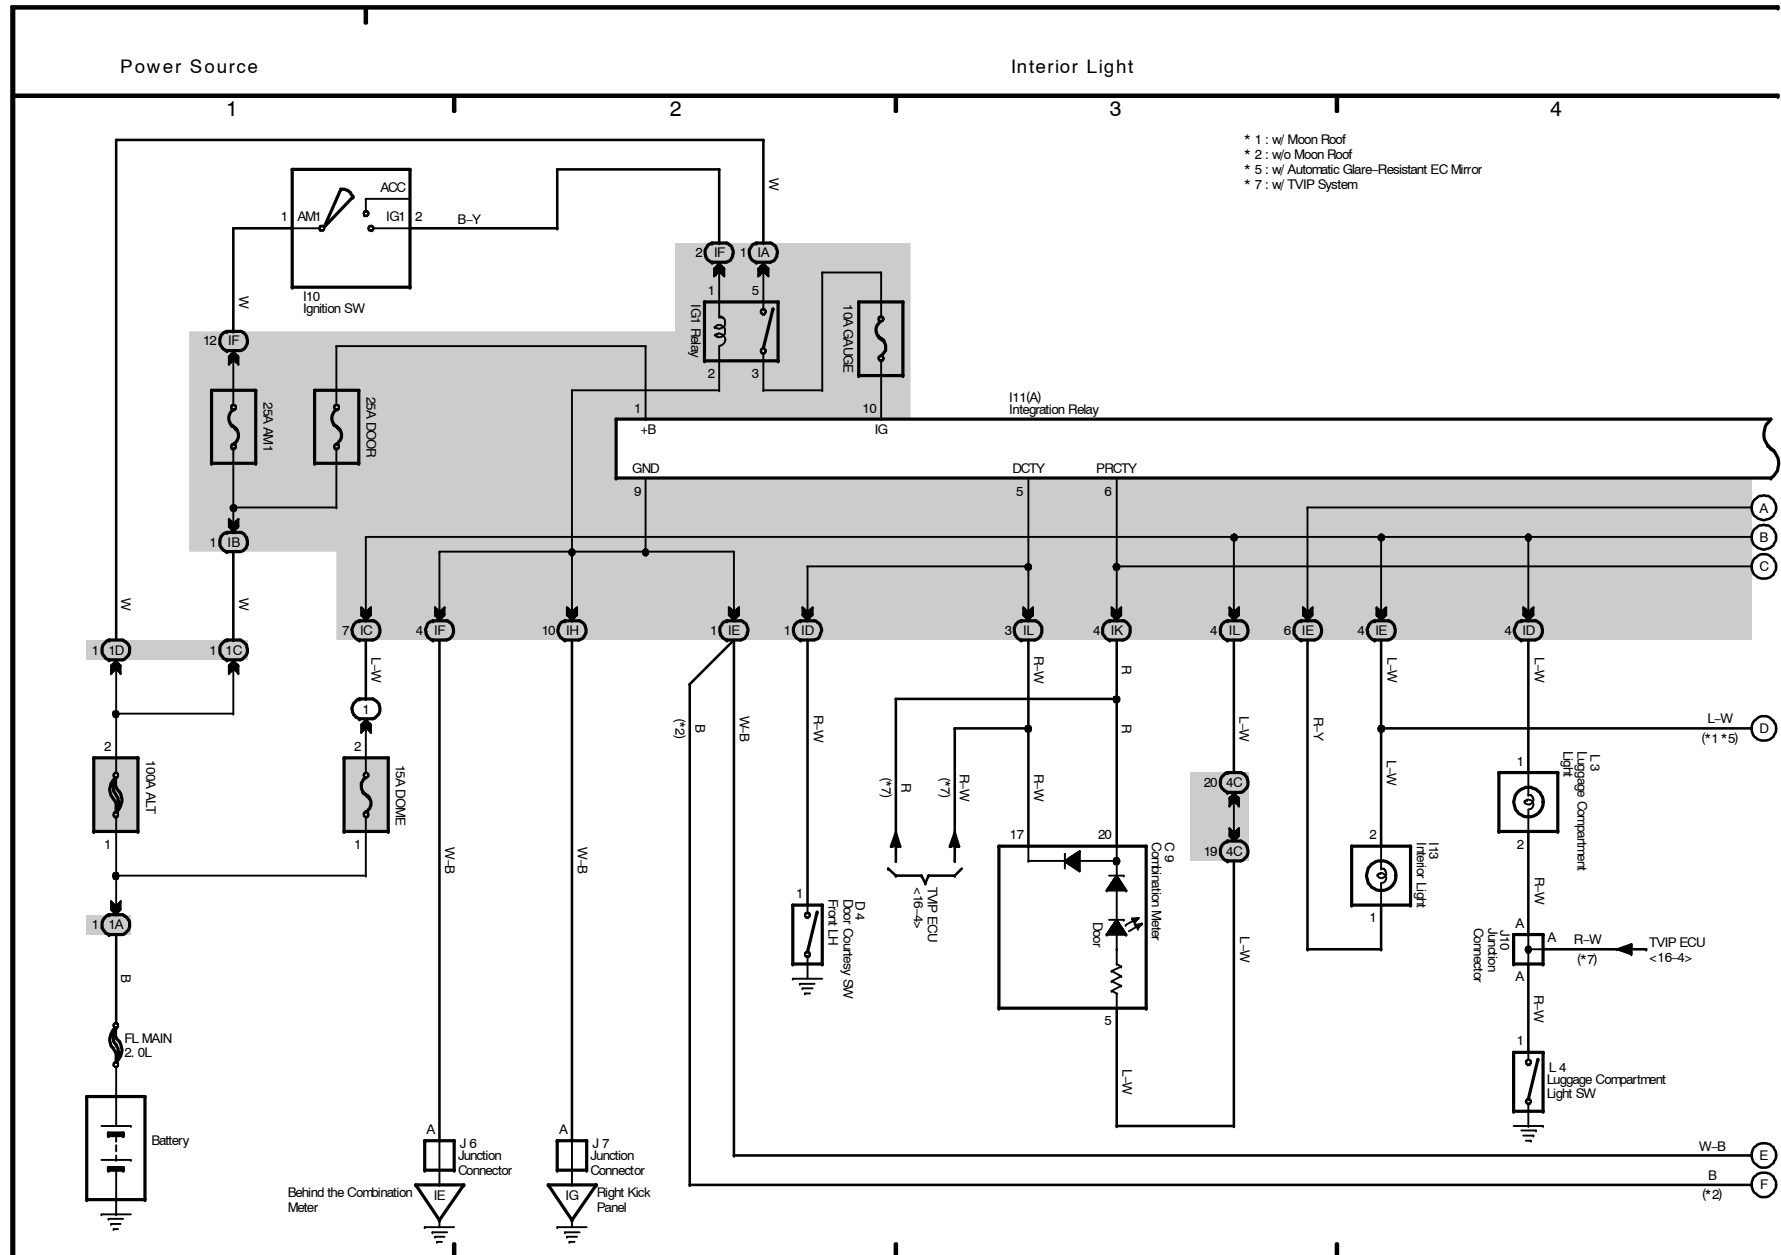 Power Source
Interior Light
1
2
3
4
* 1 : w/ Moon Roof
* 2 : w/o Moon Roof
* 5 : w/ Automatic Glare-Resistant EC Mirror
* 7 : w/ TVIP System
W
ACC
1
AM1
IG1
2
B-Y
I10
Ignition SW
W
2
IF
1
IA
1
5
IG1 Relay
2
3
10A GAUGE
12
IF
25A AM1
25A DOOR
1
10
I11(A)
Integration Relay
+B
IG
GND
DCTY
PRCTY
9
5
6
A
B
C
1
IB
W
W
7
IC
4
IF
10
IH
1
IE
1
ID
3
IL
4
IK
4
IL
6
IE
4
IE
4
ID
1
1D
1
1C
L-W
1
R-W
R
L-W
L-W
B
(*2)
W-B
R-W
R
L-W
R-Y
L-W
(*1 *5)
D
2
100A ALT
1
2
15A DOME
1
R
(*7)
R-W
(*7)
R-W
20
4C
19
4C
L-W
1
L 3
Luggage Compartment
Light
2
17
20
C 9
Combination Meter
Door
5
TVIP ECU
<16-4>
2
I13
Interior Light
1
W-B
W-B
1
D 4
Door Courtesy SW
Front LH
R-W
A
J10
Junction
Connector
A
R-W
(*7)
TVIP ECU
<16-4>
A
R-W
1
1A
B
L-W
FL MAIN
2. 0L
L-W
1
L 4
Luggage Compartment
Light SW
Battery
A
J 6
Junction
Connector
A
J 7
Junction
Connector
W-B
E
B
(*2)
F
Behind the Combination
Meter
IE
IG
Right Kick
Panel